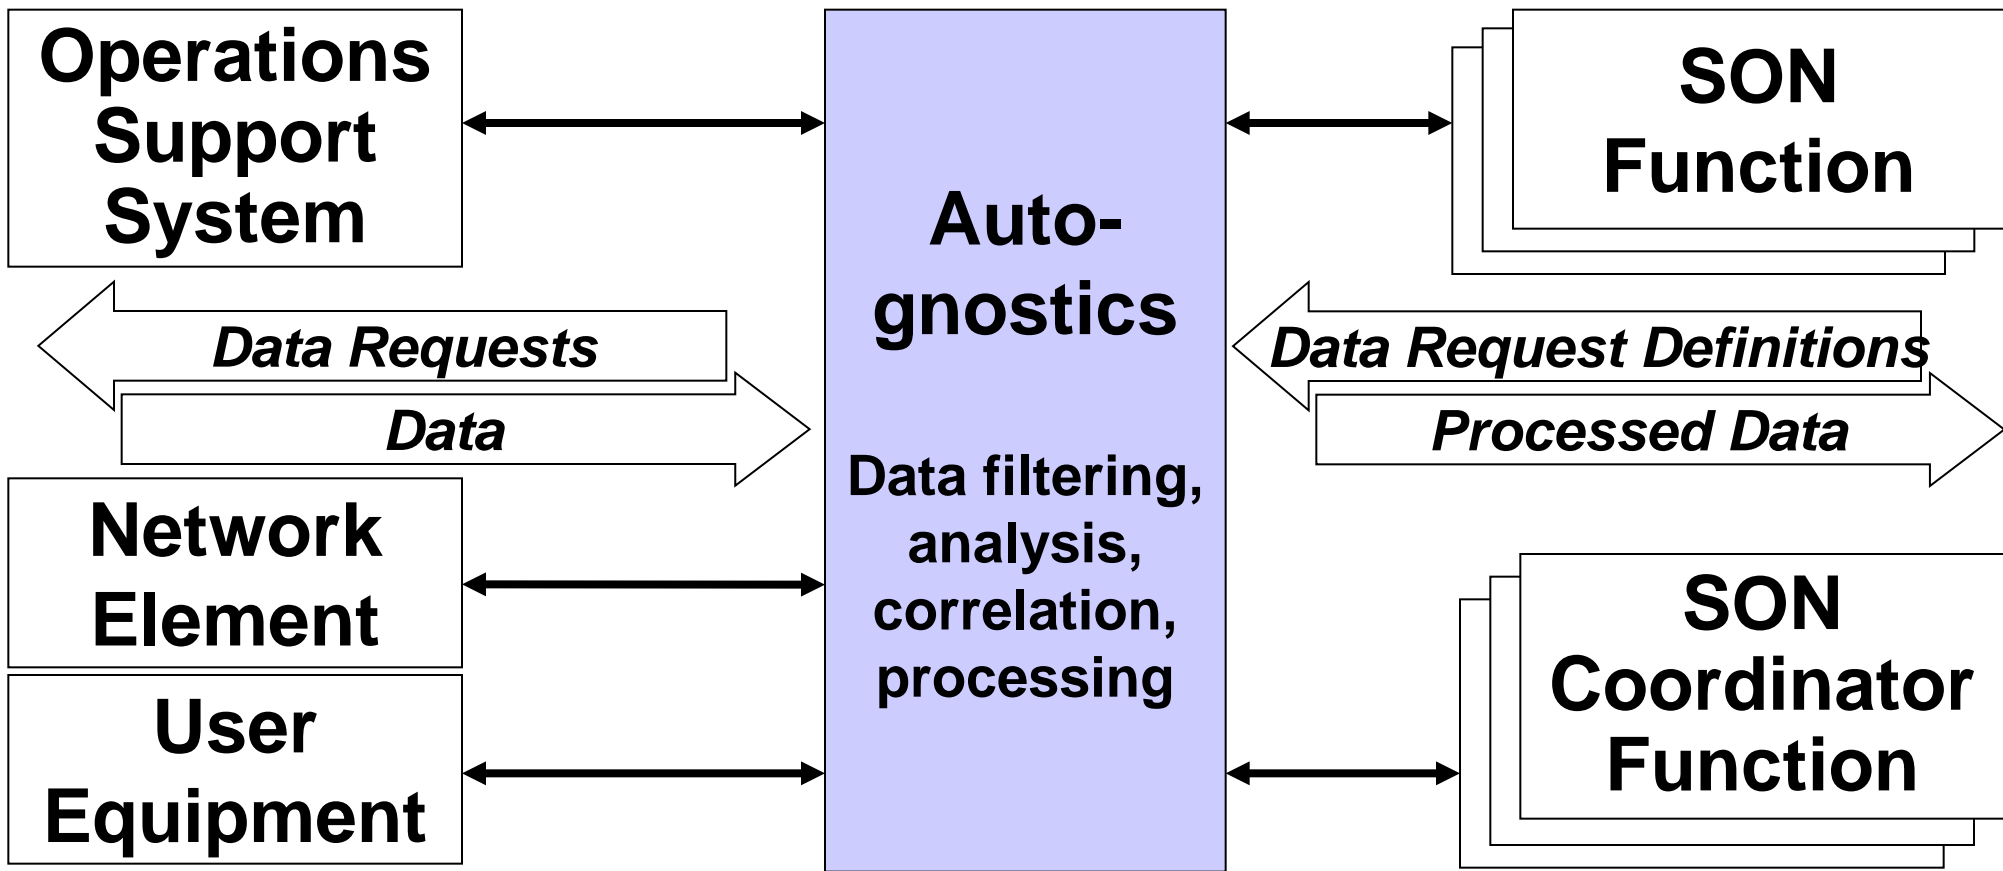 Operations
Support
System
Data Requests
Data
Network
Element
User
Equipment
Auto-
gnostics
Data filtering,
analysis,
correlation,
processing
SON
Function
Data Request Definitions
Processed Data
SON
Coordinator
Function